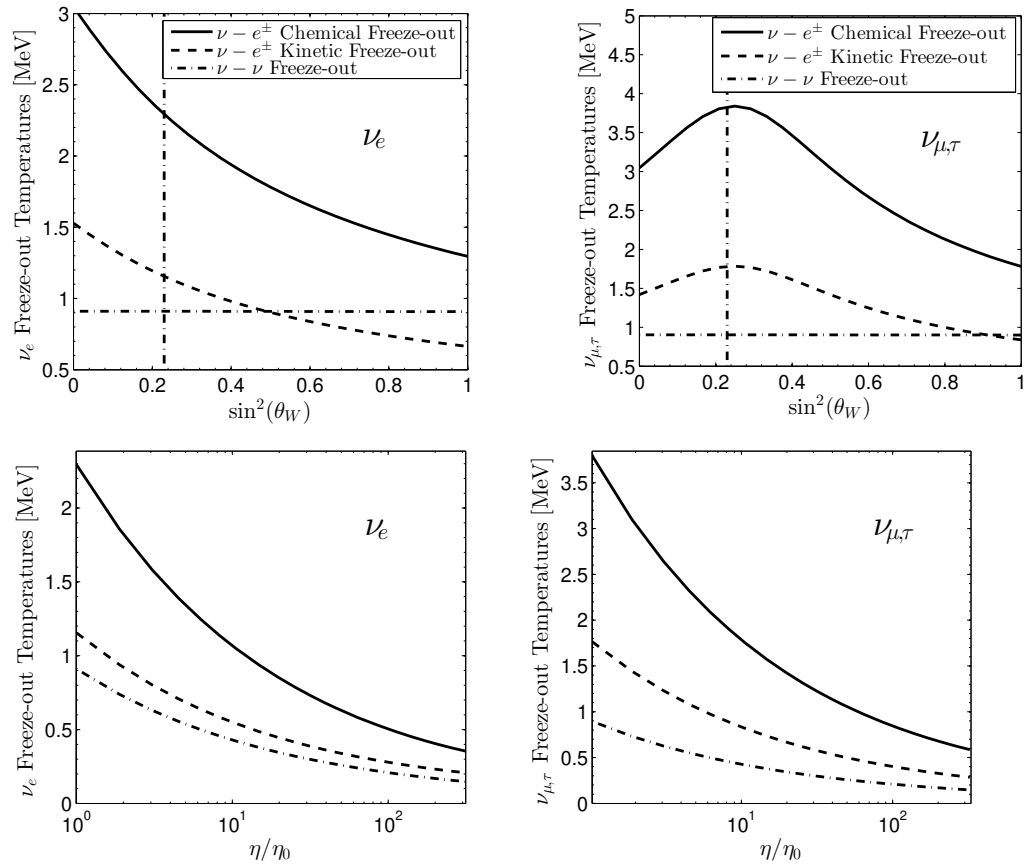 ν − e± Chemical Freeze-out
ν − e± Kinetic Freeze-out
ν − ν Freeze-out
νe
νe Freeze-out Temperatures [MeV]
3
2.5
2
1.5
1
0.5
0 0.2 0.4 0.6 0.8 1
sin²(θW)
ν − e± Chemical Freeze-out
ν − e± Kinetic Freeze-out
ν − ν Freeze-out
νμ,τ
νμ,τ Freeze-out Temperatures [MeV]
5
4.5
4
3.5
3
2.5
2
1.5
1
0.5
0 0.2 0.4 0.6 0.8 1
sin²(θW)
νe
νe Freeze-out Temperatures [MeV]
2
1.5
1
0.5
0
10⁰ 10¹ 10²
η/η0
νμ,τ
νμ,τ Freeze-out Temperatures [MeV]
3.5
3
2.5
2
1.5
1
0.5
0
10¹ 10²
η/η0